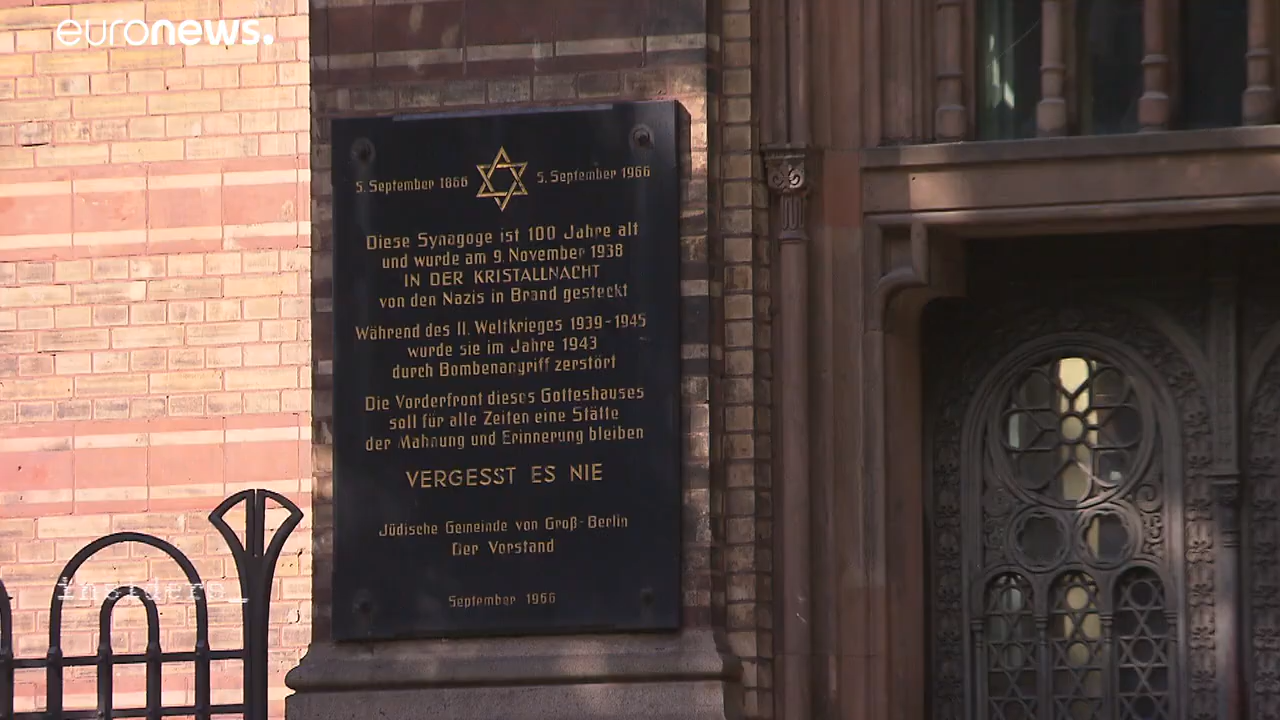 euronews.
5. September 1866 5. September 1966
Diese Synagoge ist 100 Jahre alt
und wurde am 9. November 1938
IN DER KRISTALLNACHT
von den Nazis in Brand gesteckt
Während des II. Weltkrieges 1939-1945
wurde sie im Jahre 1943
durch Bombenangriff zerstört
Die Vorderfront dieses Gotteshauses
soll für alle Zeiten eine Stätte
der Mahnung und Erinnerung bleiben
VERGESST ES NIE
Jüdische Gemeinde von Groß-Berlin
Der Vorstand
insiders_
September 1966